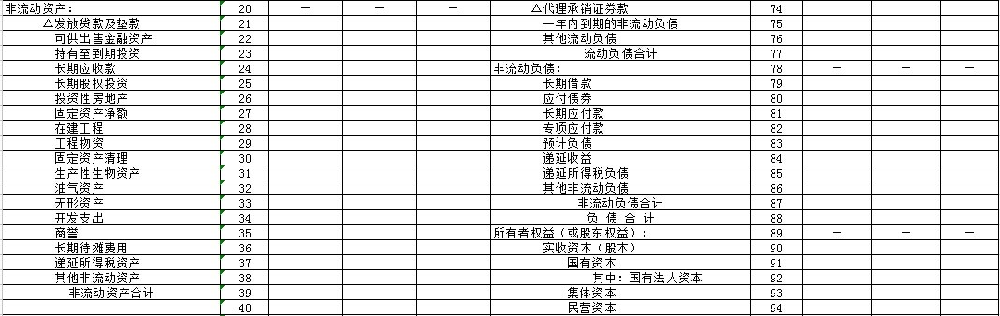 非流动资产： 20 — — — △代理承销证券款 74
△发放贷款及垫款 21 一年内到期的非流动负债 75
可供出售金融资产 22 其他流动负债 76
持有至到期投资 23 流动负债合计 77
长期应收款 24 非流动负债： 78 — — —
长期股权投资 25 长期借款 79
投资性房地产 26 应付债券 80
固定资产净额 27 长期应付款 81
在建工程 28 专项应付款 82
工程物资 29 预计负债 83
固定资产清理 30 递延收益 84
生产性生物资产 31 递延所得税负债 85
油气资产 32 其他非流动负债 86
无形资产 33 非流动负债合计 87
开发支出 34 负 债 合 计 88
商誉 35 所有者权益（或股东权益）： 89 — — —
长期待摊费用 36 实收资本（股本） 90
递延所得税资产 37 国有资本 91
其他非流动资产 38 其中：国有法人资本 92
非流动资产合计 39 集体资本 93
40 民营资本 94